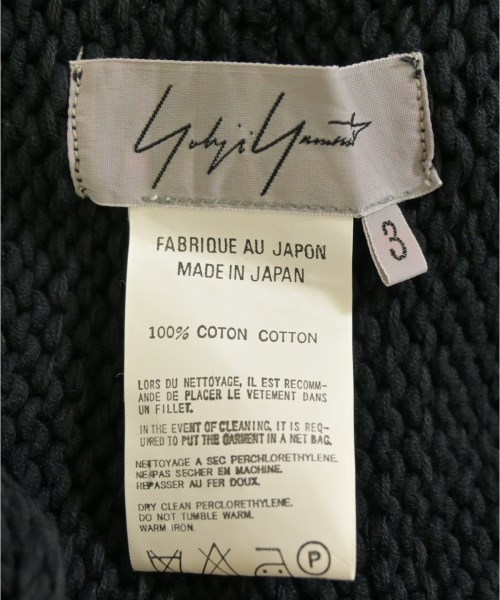 Yohji Yamamoto
3
FABRIQUE AU JAPON
MADE IN JAPAN
100% COTON COTTON
LORS DU NETTOYAGE, IL EST RECOMM-
ANDE DE PLACER LE VETEMENT DANS
UN FILLET.
IN THE EVENT OF CLEANING, IT IS REQ-
UIRED TO PUT THE GARMENT IN A NET BAG.
NETTOYAGE A SEC PERCHLORETHYLENE.
NE PAS SECHER EM MACHINE.
REPASSER AU FER DOUX.
DRY CLEAN PERCLORETHYLENE.
DO NOT TUMBLE WARM.
WARM IRON.
P